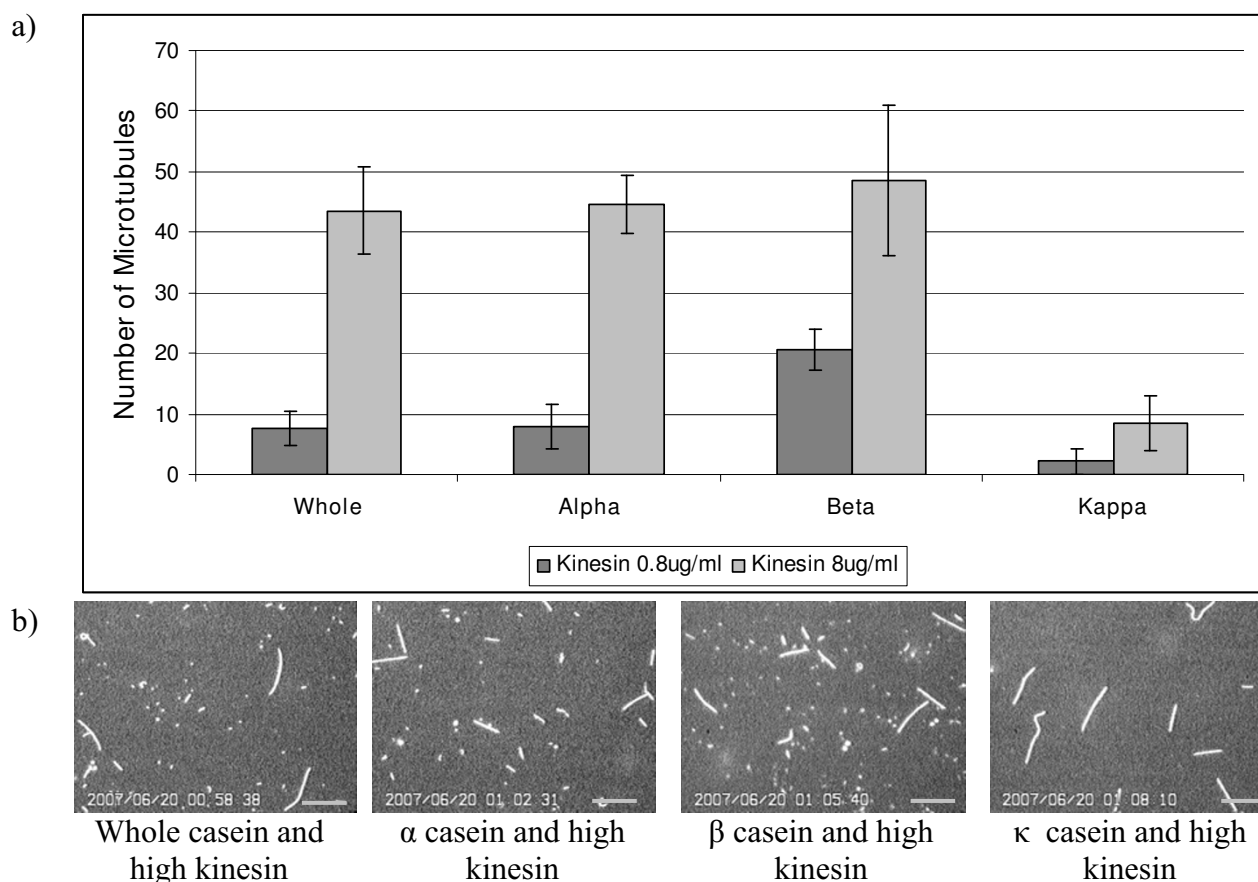 a)
70
60
50
40
30
20
10
0
Number of Microtubules
Whole Alpha Beta Kappa
Kinesin 0.8ug/ml Kinesin 8ug/ml
b)
2007/06/20 00 58 38
2007/06/20 01 02 31
2007/06/20 01 05 40
2007/06/20 01 08 10
Whole casein and
high kinesin
α casein and high
kinesin
β casein and high
kinesin
κ casein and high
kinesin